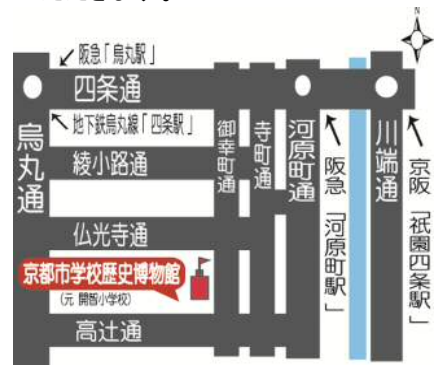 N
阪急「烏丸駅」
四条通
地下鉄烏丸線「四条駅」
烏丸通
綾小路通
御幸町通
寺町通
河原町通
阪急「河原町駅」
川端通
京阪「祇園四条駅」
仏光寺通
京都市学校歴史博物館
(元 開智小学校)
高辻通